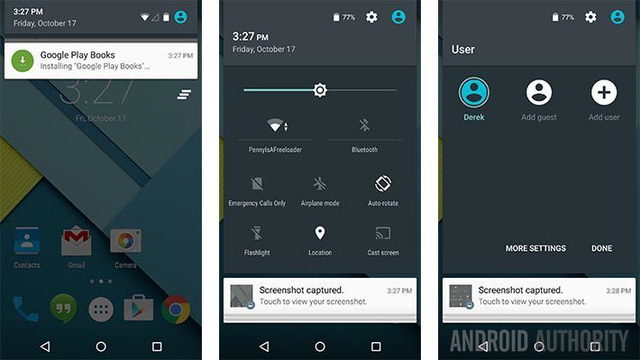 3:27 PM
Friday, October 17
Google Play Books
3:27 PM
Installing "Google Play Books"...
3:27
Fri, October 17
Contacts
Gmail
Camera
77%
3:27 PM
Friday, October 17
PennyIsAFreeloader
Bluetooth
Emergency Calls Only
Airplane mode
Auto rotate
Flashlight
Location
Cast screen
Screenshot captured.
3:27 PM
Touch to view your screenshot.
77%
User
Derek
Add guest
Add user
MORE SETTINGS
DONE
Screenshot captured.
3:28 PM
Touch to view your screenshot.
ANDROID AUTHORITY